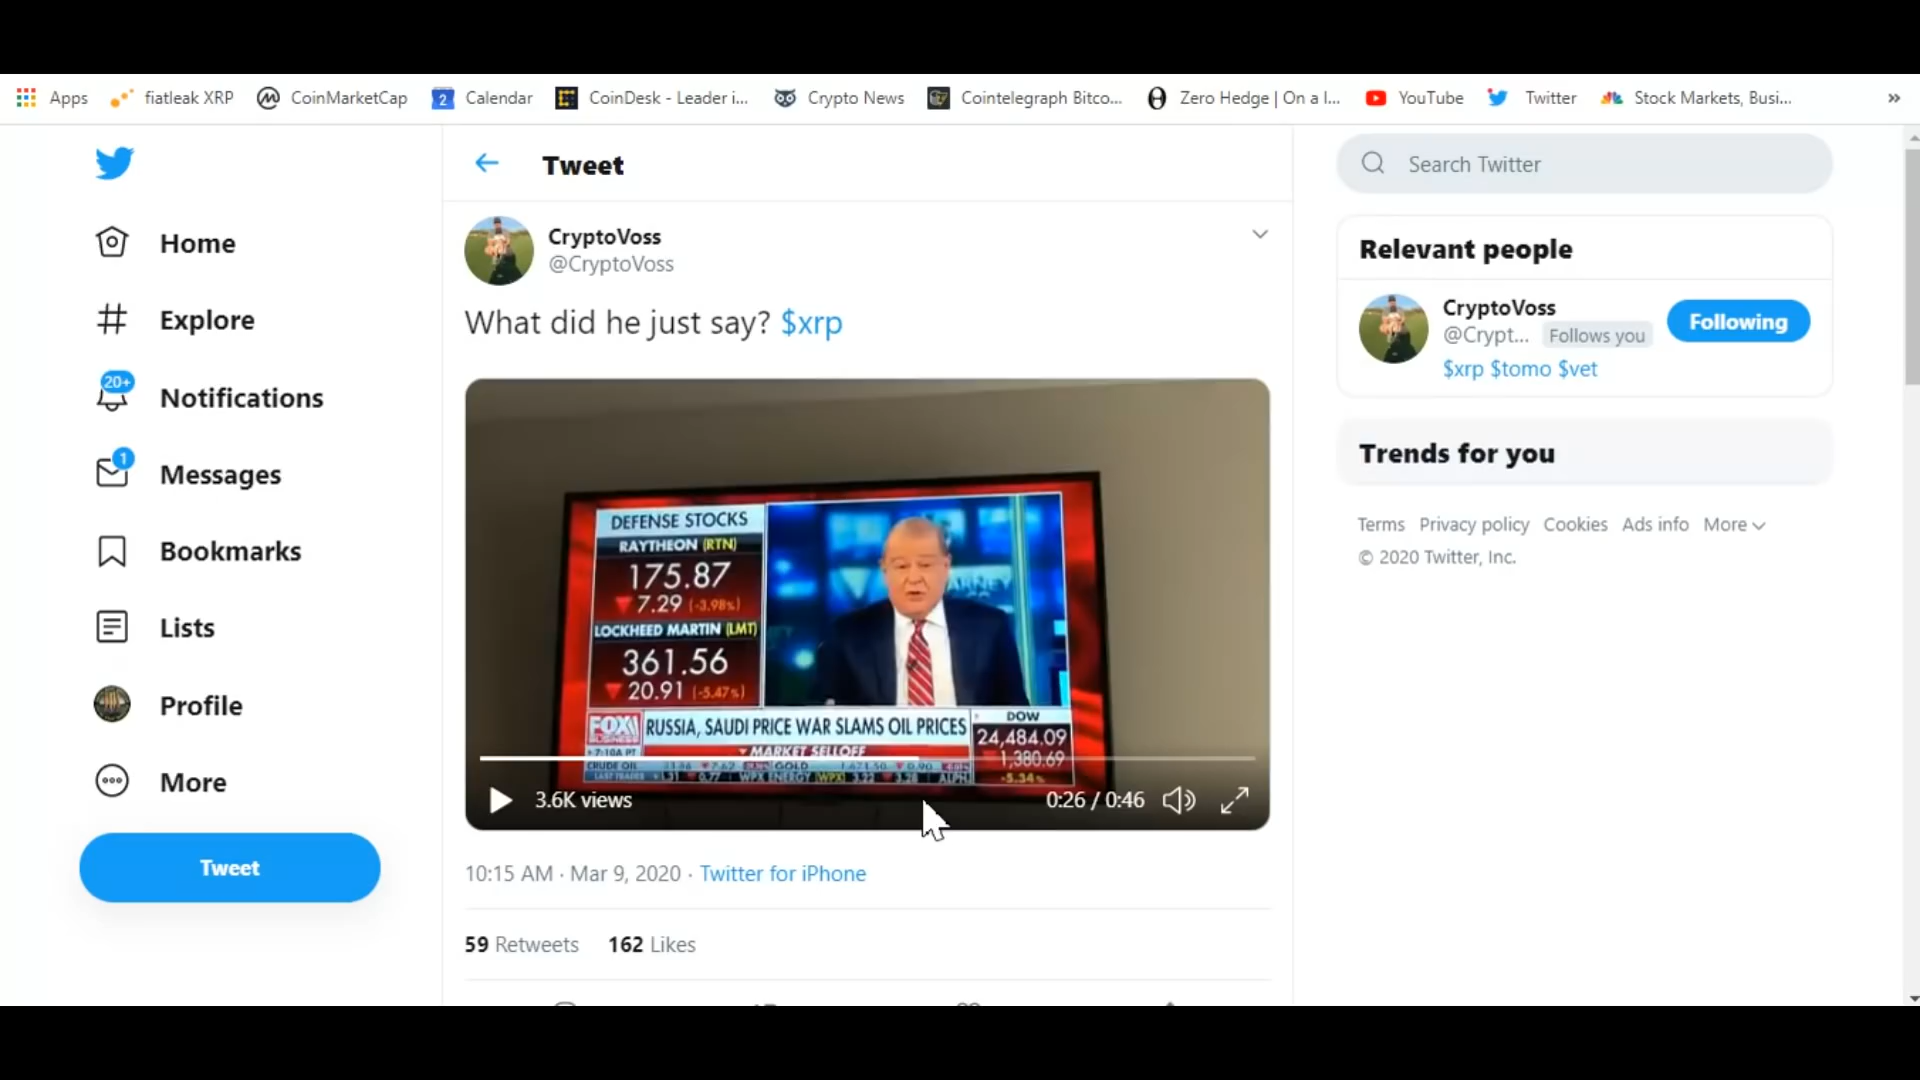 Apps
fiatleak XRP
CoinMarketCap
2
Calendar
CoinDesk - Leader i...
Crypto News
Cointelegraph Bitco...
Zero Hedge | On a l...
YouTube
Twitter
Stock Markets, Busi...
»
Home
Explore
20+
Notifications
1
Messages
Bookmarks
Lists
Profile
More
Tweet
Tweet
CryptoVoss
@CryptoVoss
What did he just say? $xrp
DEFENSE STOCKS
RAYTHEON (RTN)
175.87
7.29 (-3.98%)
LOCKHEED MARTIN (LMT)
361.56
20.91 (-5.47%)
FOX BUSINESS
RUSSIA, SAUDI PRICE WAR SLAMS OIL PRICES
MARKET SELLOFF
7:10A PT
DOW
24,484.09
1,380.69
-5.34%
CRUDE OIL
GOLD
WPX ENERGY (WPX)
3.6K views
0:26 / 0:46
10:15 AM · Mar 9, 2020 · Twitter for iPhone
59 Retweets 162 Likes
Search Twitter
Relevant people
CryptoVoss
@Crypt... Follows you
Following
$xrp $tomo $vet
Trends for you
Terms Privacy policy Cookies Ads info More
© 2020 Twitter, Inc.